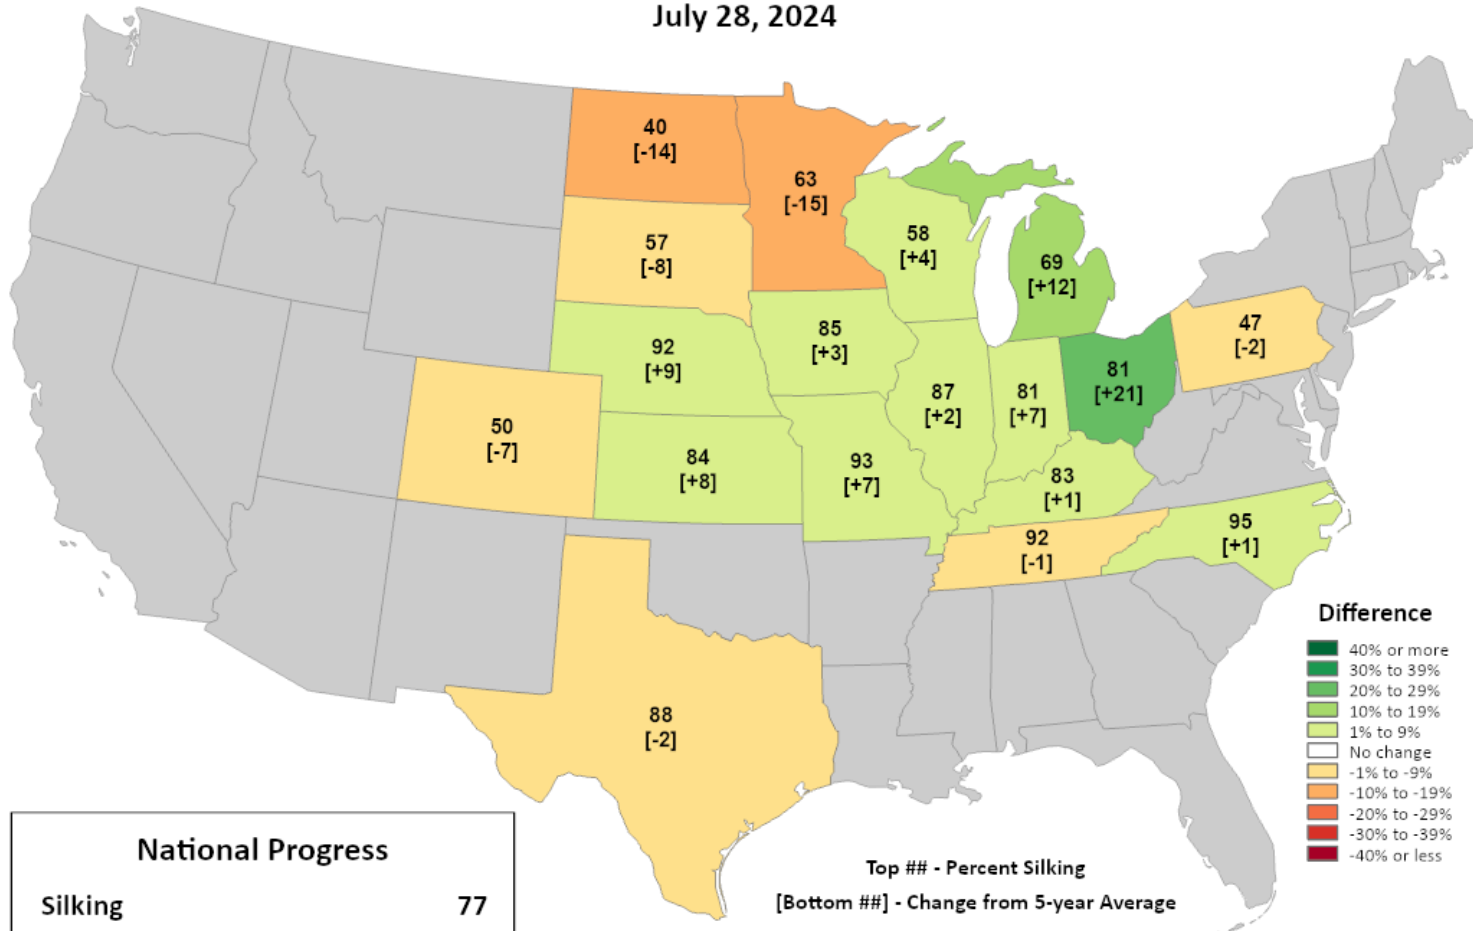 July 28, 2024
40
[-14]
63
[-15]
57
[-8]
58
[+4]
69
[+12]
92
[+9]
85
[+3]
47
[-2]
50
[-7]
84
[+8]
93
[+7]
87
[+2]
81
[+7]
81
[+21]
83
[+1]
92
[-1]
95
[+1]
88
[-2]
Difference
40% or more
30% to 39%
20% to 29%
10% to 19%
1% to 9%
No change
-1% to -9%
-10% to -19%
-20% to -29%
-30% to -39%
-40% or less
National Progress
Silking 77
Top ## - Percent Silking
[Bottom ##] - Change from 5-year Average